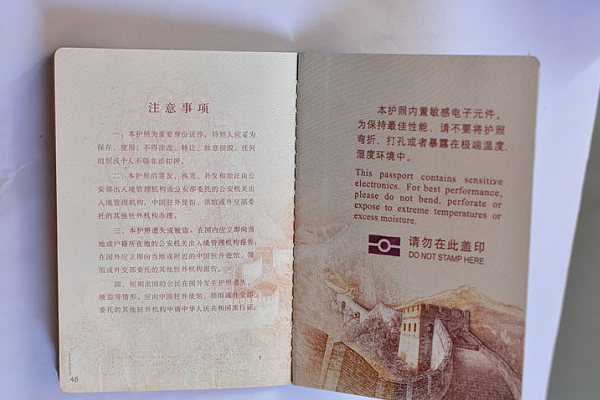 注意事项
一、本护照为重要身份证件，持照人应妥为
保存、使用，不得涂改、转让、故意损毁。任何
组织或个人不得非法扣押。
二、本护照的签发、换发、补发和加注由公
安部出入境管理机构或公安部委托的公安机关出
入境管理机构、中国驻外使馆、领馆或外交部委
托的其他驻外机构办理。
三、本护照遗失或被盗，在国内应立即向当
地或户籍所在地的公安机关出入境管理机构报告；
在国外应立即向当地或附近的中国驻外使馆、领
馆或外交部委托的其他驻外机构报告。
四、短期出国的公民在国外发生护照遗失、
被盗等情形，应向中国驻外使馆、领馆或外交部
委托的其他驻外机构申请中华人民共和国旅行证。
48
本护照内置敏感电子元件。
为保持最佳性能，请不要将护照
弯折、打孔或者暴露在极端温度、
湿度环境中。
This passport contains sensitive
electronics. For best performance,
please do not bend, perforate or
expose to extreme temperatures or
excess moisture.
请勿在此盖印
DO NOT STAMP HERE